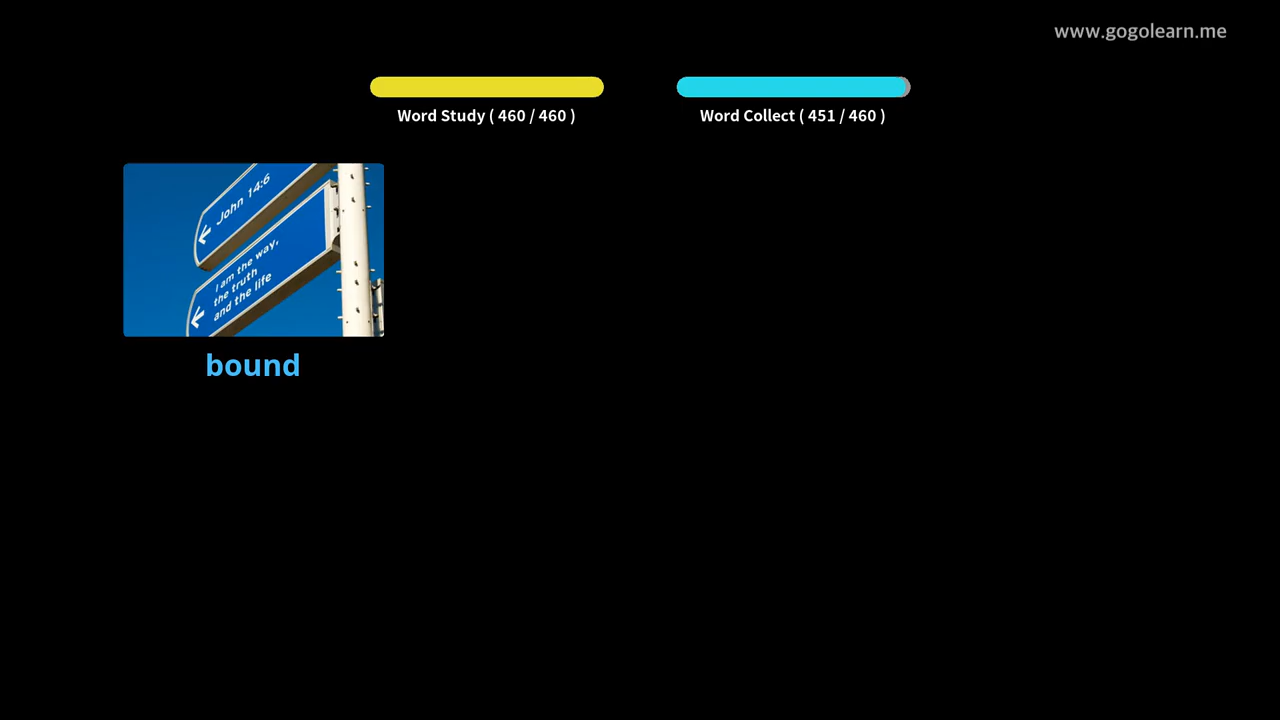 www.gogolearn.me
Word Study ( 460 / 460 )
Word Collect ( 451 / 460 )
John 14:6
I am the way,
the truth
and the life
bound